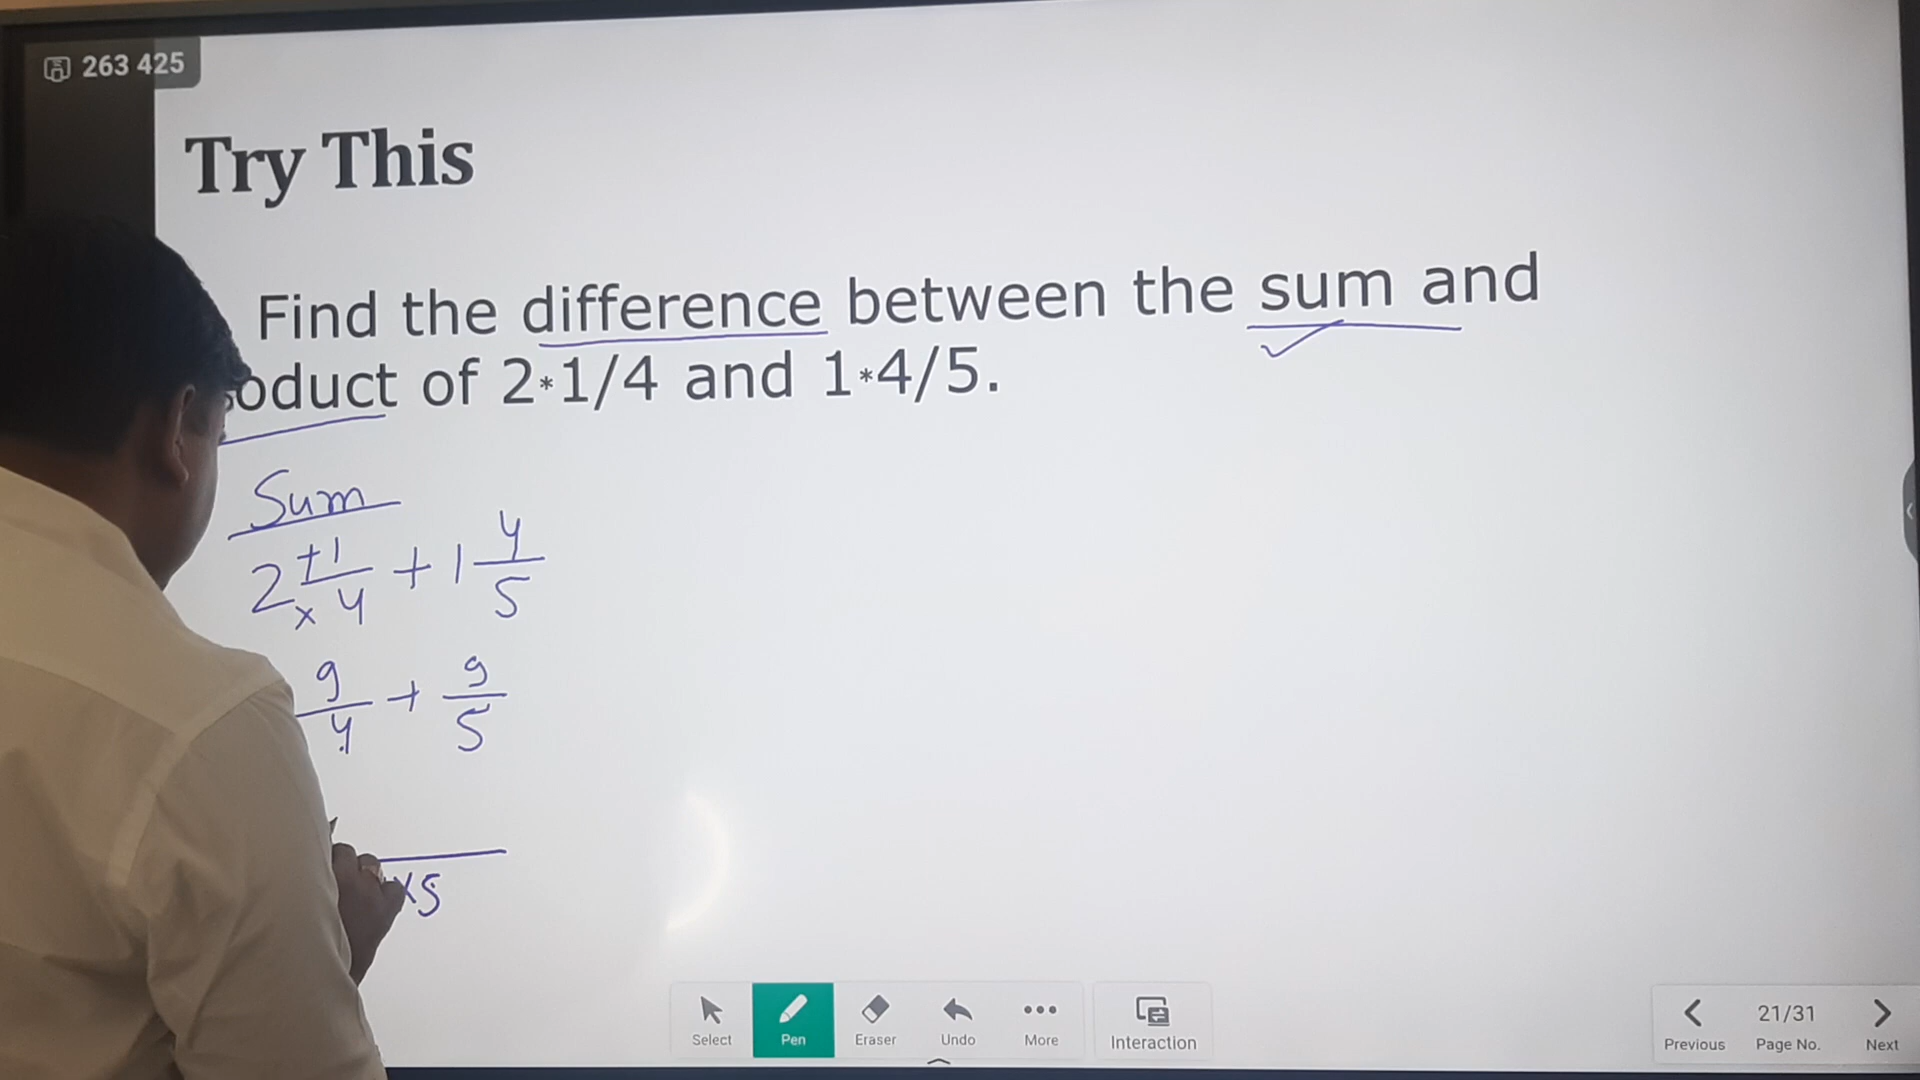 263 425
Try This
Find the difference between the sum and
oduct of 2*1/4 and 1*4/5.
Sum
2 +1/×4 + 1 4/5
9/4 + 9/5
×5
Select Pen Eraser Undo More Interaction
21/31
Previous Page No. Next